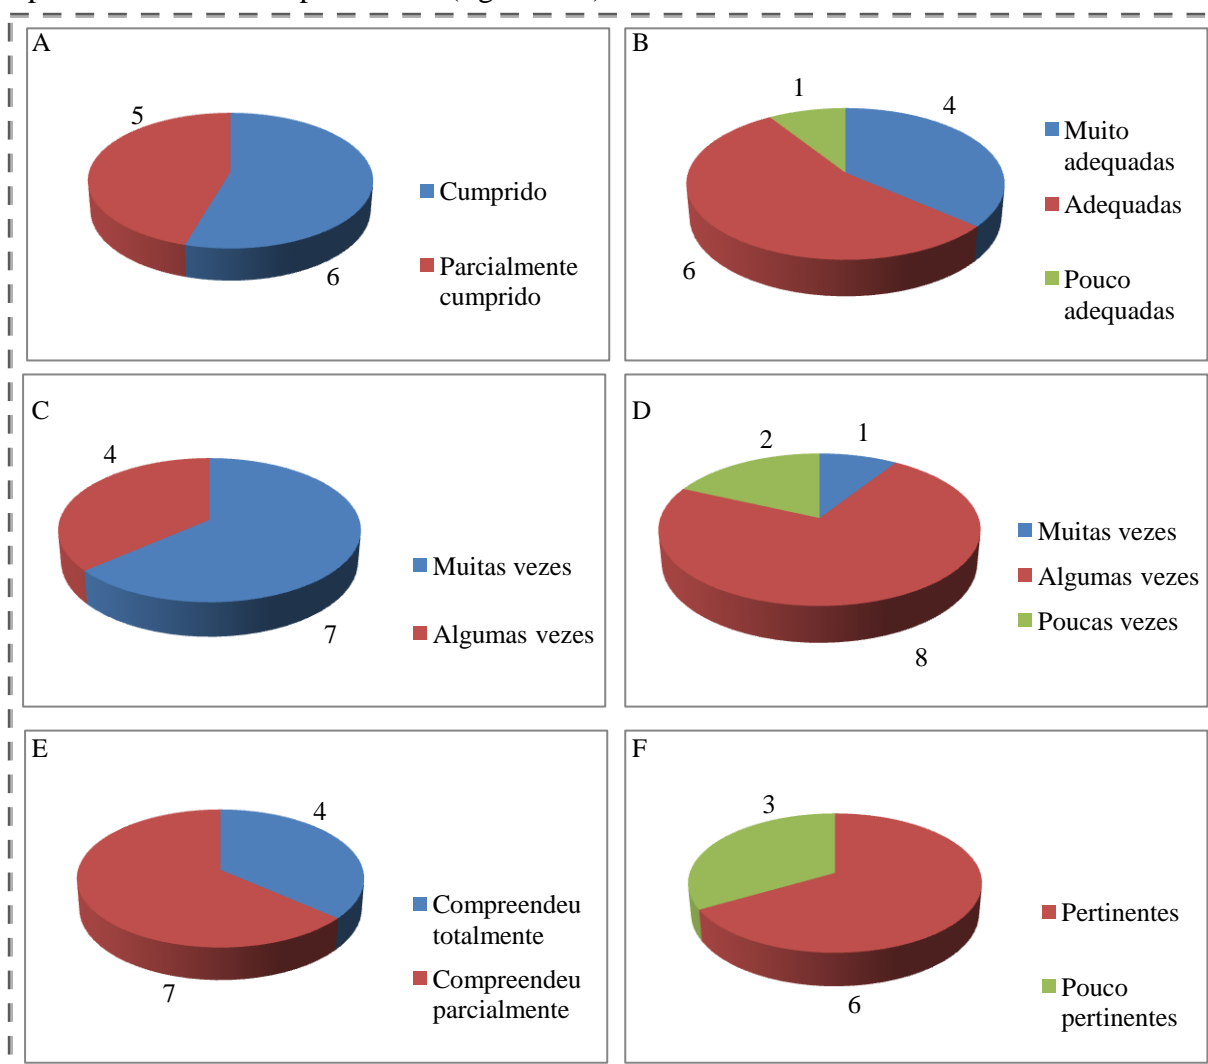 A
5
6
Cumprido
Parcialmente
cumprido
B
1
4
6
Muito
adequadas
Adequadas
Pouco
adequadas
C
4
7
Muitas vezes
Algumas vezes
D
2
1
8
Muitas vezes
Algumas vezes
Poucas vezes
E
4
7
Compreendeu
totalmente
Compreendeu
parcialmente
F
3
6
Pertinentes
Pouco
pertinentes